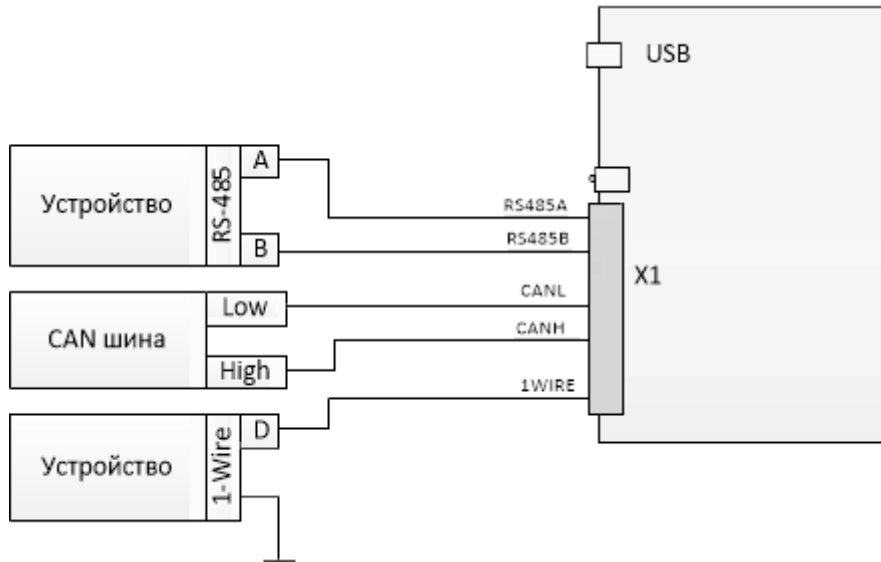 USB
A
Устройство
RS-485
B
RS485A
RS485B
X1
Low
CAN шина
High
CANL
CANH
1WIRE
D
Устройство
1-Wire